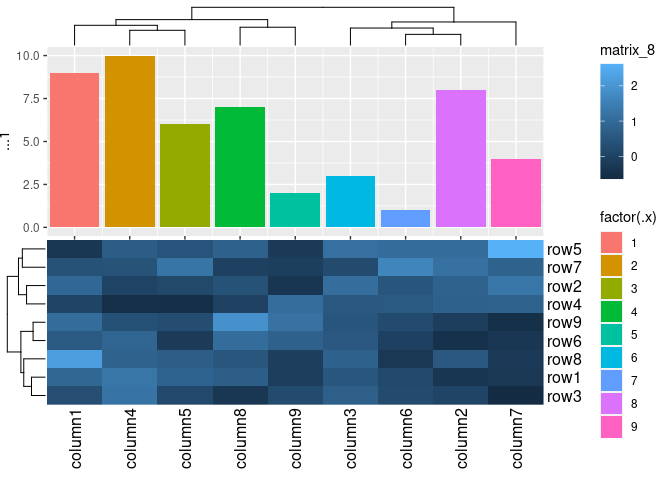 matrix_8
2
1
0
factor(.x)
1
2
3
4
5
6
7
8
9
...1
10.0
7.5
5.0
2.5
0.0
row5
row7
row2
row4
row9
row6
row8
row1
row3
column1
column4
column5
column8
column9
column3
column6
column2
column7